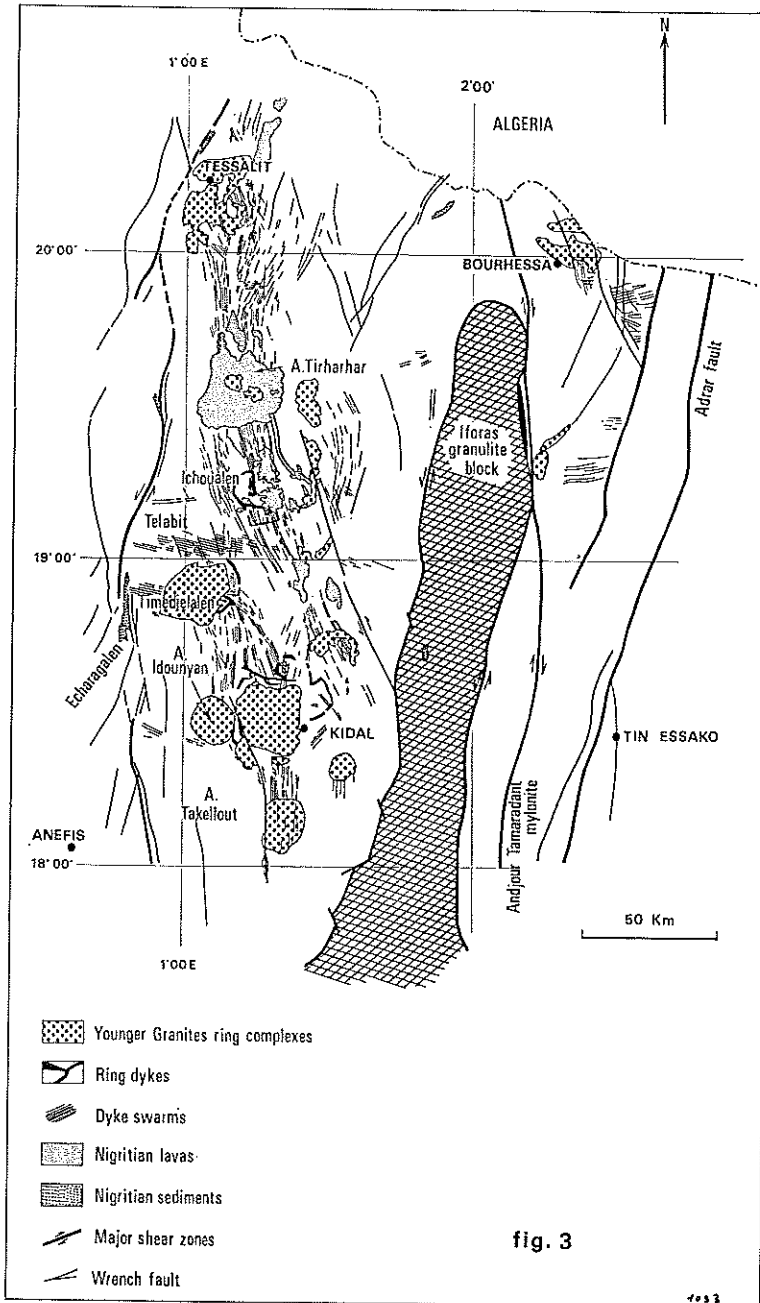 N
1°00 E
2°00'
ALGERIA
A.
TESSALIT
20°00'
BOURHESSA
A.Tirharhar
Adrar fault
Iforas
granulite
block
Ichoualen
Telabit
19°00'
Timedjelalen
Echaragalen
A.
Idounyan
KIDAL
TIN ESSAKO
A.
Takellout
Andjour Tamaradant
mylonite
ANEFIS
18°00'
50 Km
1°00 E
Younger Granites ring complexes
Ring dykes
Dyke swarms
Nigritian lavas
Nigritian sediments
Major shear zones
Wrench fault
fig. 3
1033